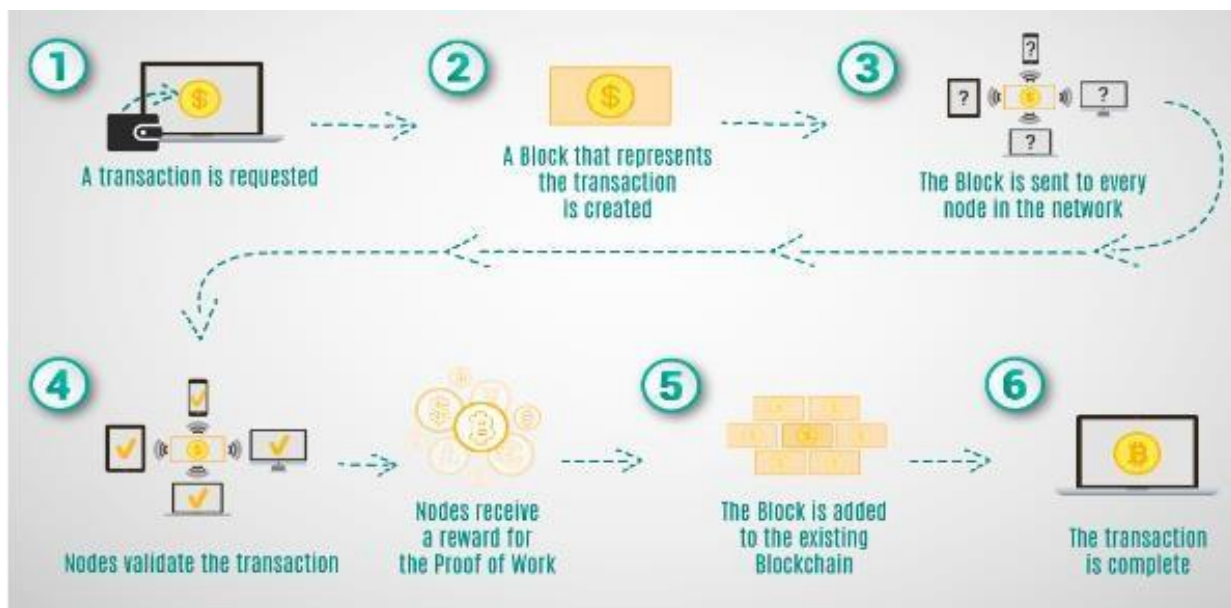 1
A transaction is requested
2
A Block that represents
the transaction
is created
3
The Block is sent to every
node in the network
4
Nodes validate the transaction
Nodes receive
a reward for
the Proof of Work
5
The Block is added
to the existing
Blockchain
6
The transaction
is complete